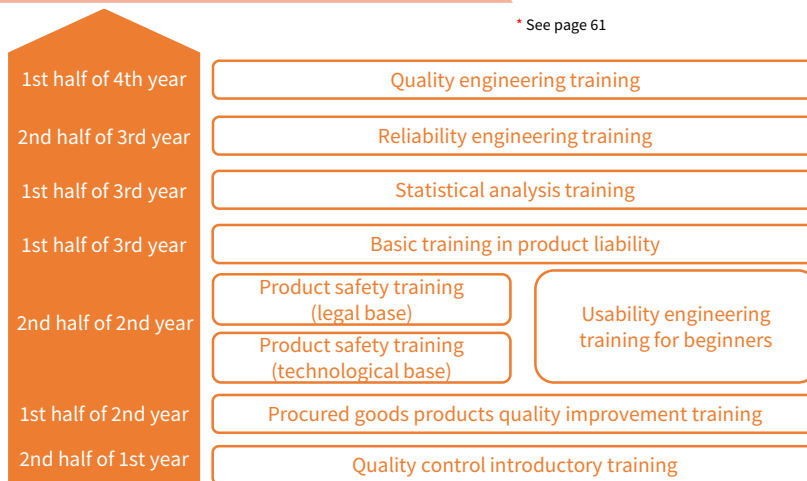 * See page 61
1st half of 4th year
Quality engineering training
2nd half of 3rd year
Reliability engineering training
1st half of 3rd year
Statistical analysis training
1st half of 3rd year
Basic training in product liability
2nd half of 2nd year
Product safety training
(legal base)
Product safety training
(technological base)
Usability engineering
training for beginners
1st half of 2nd year
Procured goods products quality improvement training
2nd half of 1st year
Quality control introductory training